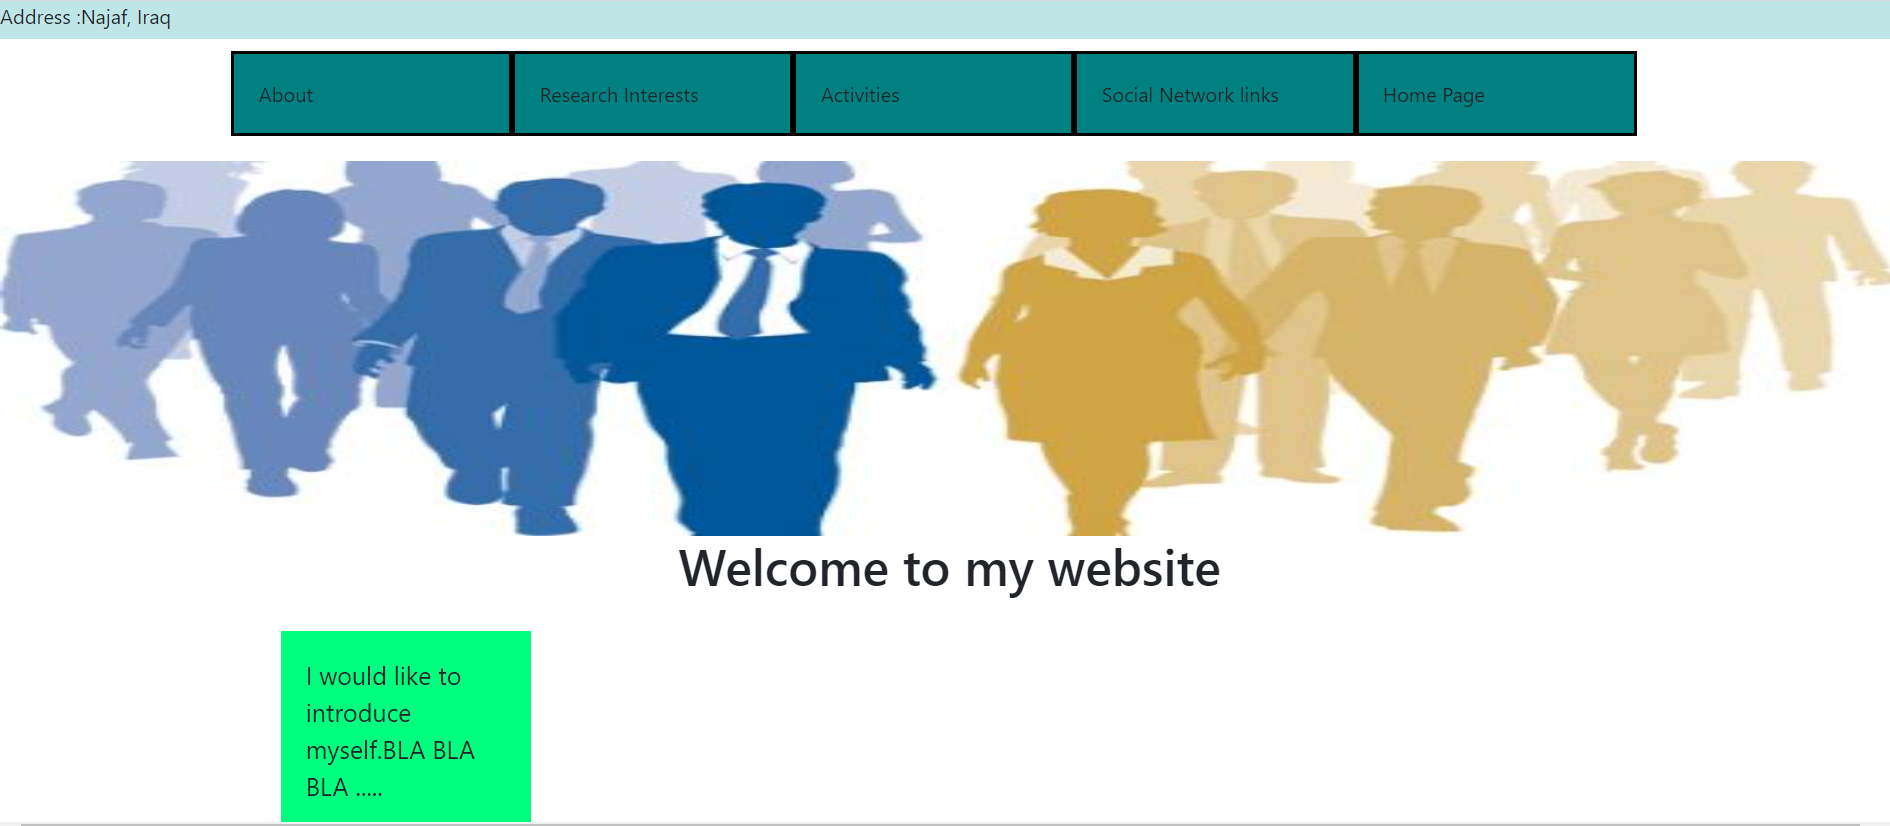 Address :Najaf, Iraq
About
Research Interests
Activities
Social Network links
Home Page
Welcome to my website
I would like to
introduce
myself.BLA BLA
BLA .....